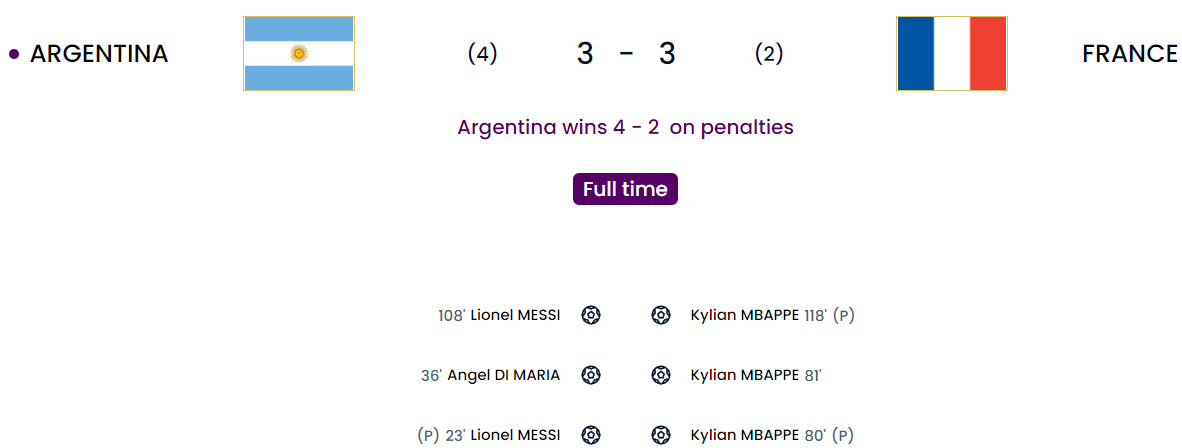 ARGENTINA (4) 3 - 3 (2) FRANCE
Argentina wins 4 - 2 on penalties
Full time
108' Lionel MESSI Kylian MBAPPE 118' (P)
36' Angel DI MARIA Kylian MBAPPE 81'
(P) 23' Lionel MESSI Kylian MBAPPE 80' (P)